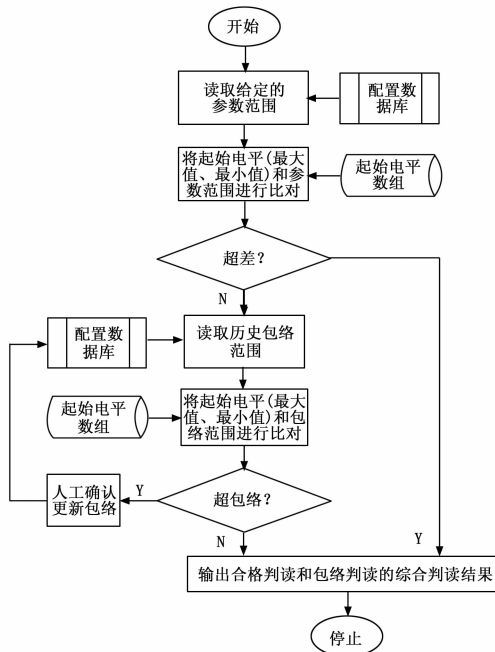 开始
读取给定的
参数范围
配置数
据库
将起始电平(最大
值、最小值)和参
数范围进行比对
起始电平
数组
超差?
N
配置数
据库
读取历史包络
范围
起始电平
数组
将起始电平(最大
值、最小值)和包
络范围进行比对
人工确认
更新包络
Y
超包络?
N
Y
输出合格判读和包络判读的综合判读结果
停止